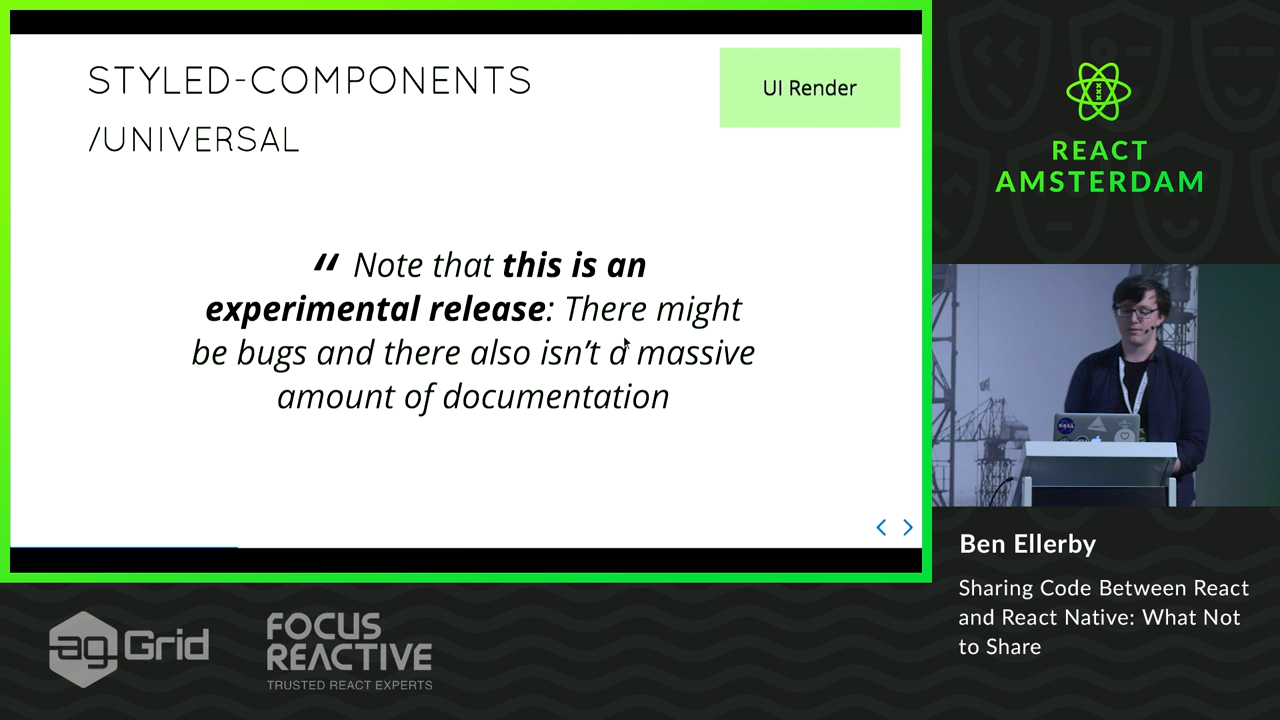 STYLED-COMPONENTS
/UNIVERSAL
UI Render
“ Note that this is an
experimental release: There might
be bugs and there also isn’t a massive
amount of documentation
REACT
AMSTERDAM
Ben Ellerby
Sharing Code Between React
and React Native: What Not
to Share
ag Grid
FOCUS
REACTIVE
TRUSTED REACT EXPERTS